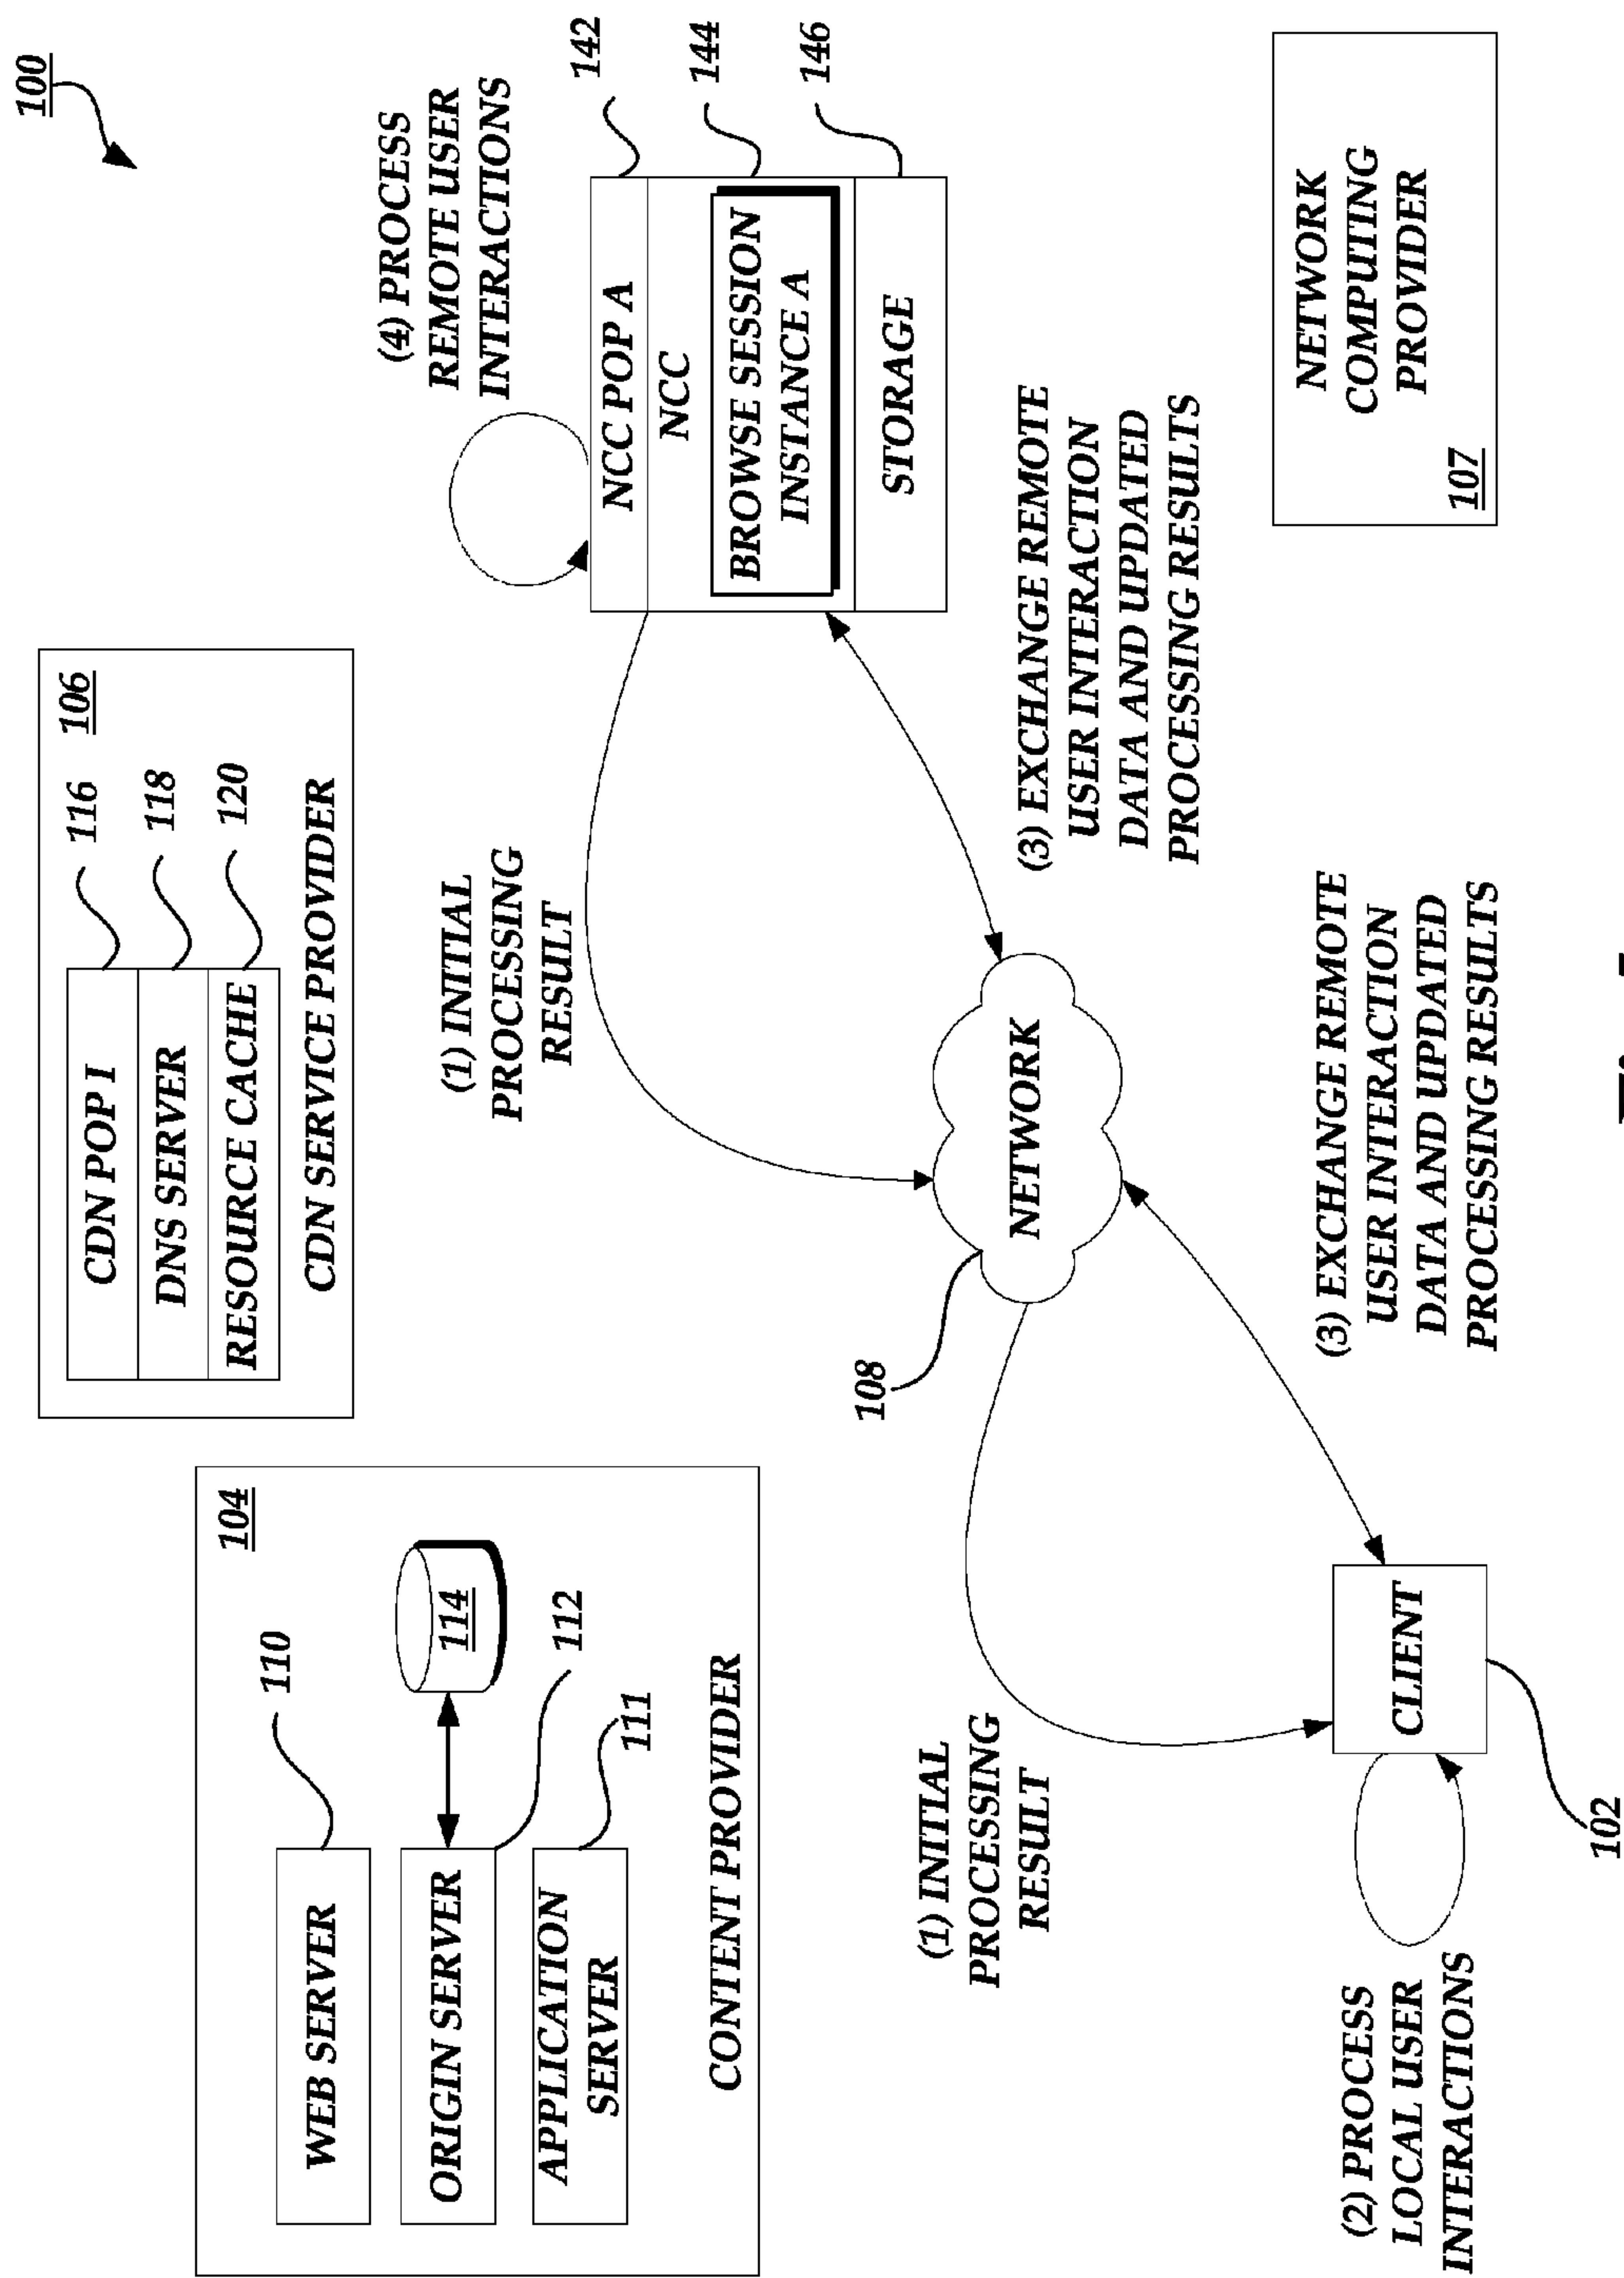 100
104
WEB SERVER
110
ORIGIN SERVER
114
112
APPLICATION
SERVER
111
CONTENT PROVIDER
106
CDN POP I
116
DNS SERVER
118
RESOURCE CACHE
120
CDN SERVICE PROVIDER
(4) PROCESS
REMOTE USER
INTERACTIONS
NCC POP A
142
NCC
BROWSE SESSION
INSTANCE A
144
STORAGE
146
(1) INITIAL
PROCESSING
RESULT
(3) EXCHANGE REMOTE
USER INTERACTION
DATA AND UPDATED
PROCESSING RESULTS
108
NETWORK
(1) INITIAL
PROCESSING
RESULT
(3) EXCHANGE REMOTE
USER INTERACTION
DATA AND UPDATED
PROCESSING RESULTS
NETWORK
COMPUTING
PROVIDER
107
CLIENT
102
(2) PROCESS
LOCAL USER
INTERACTIONS